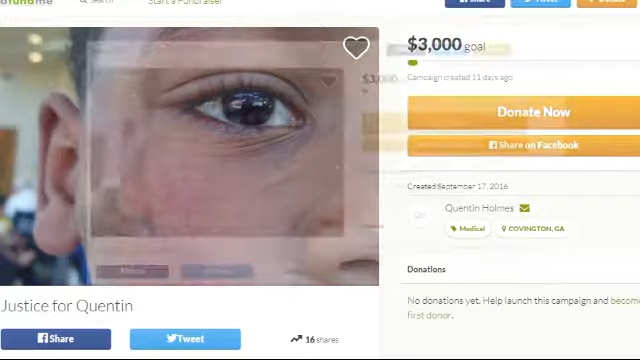 Start a Fundraiser
$3,000 goal
Campaign created 11 days ago
Donate Now
Share on Facebook
Created September 17, 2016
QH
Quentin Holmes
Medical
COVINGTON, GA
Donations
No donations yet. Help launch this campaign and become
first donor.
Justice for Quentin
Share
Tweet
16 shares